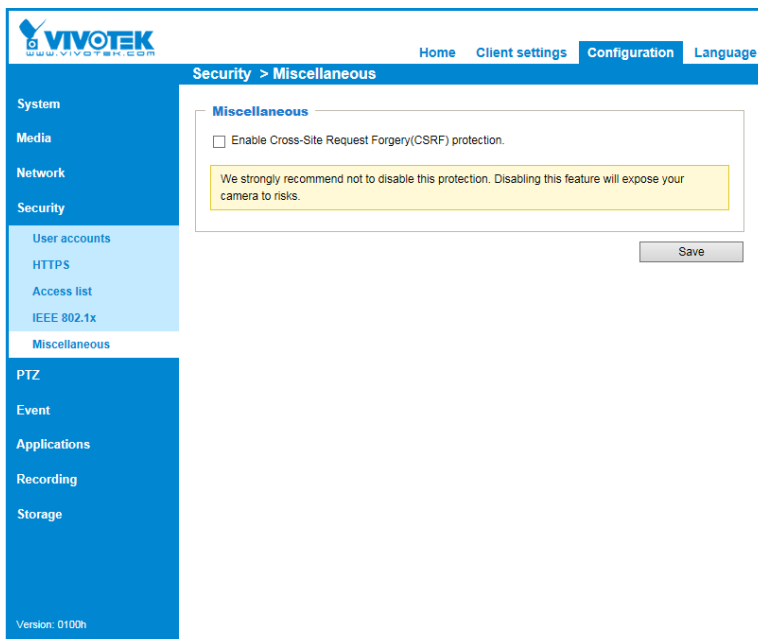 VIVOTEK
www.vivotek.com
Home Client settings Configuration Language
Security > Miscellaneous
System
Media
Network
Security
User accounts
HTTPS
Access list
IEEE 802.1x
Miscellaneous
PTZ
Event
Applications
Recording
Storage
Version: 0100h
Miscellaneous
Enable Cross-Site Request Forgery(CSRF) protection.
We strongly recommend not to disable this protection. Disabling this feature will expose your
camera to risks.
Save